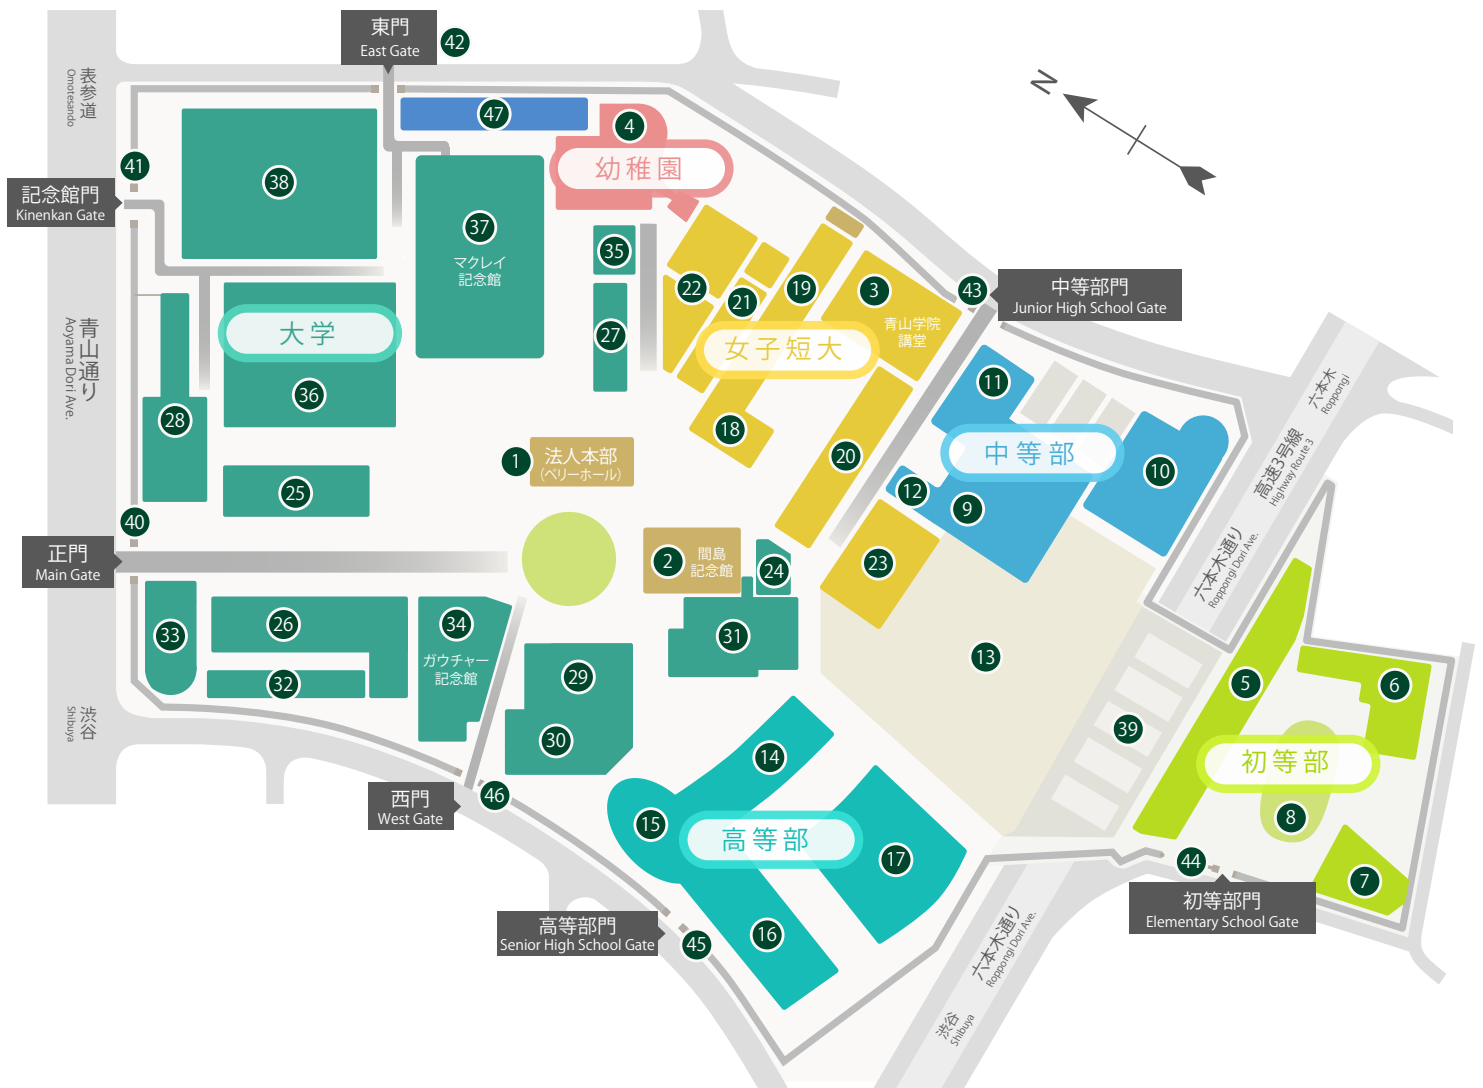 東門
East Gate
42
表参道
Omotesando
N
47
4
41
38
幼稚園
記念館門
Kinenkan Gate
37
マクレイ
記念館
35
22
21
19
3
43
中等部門
Junior High School Gate
青山学院
講堂
青山通り
Aoyama Dori Ave.
大学
27
女子短大
11
六本木
Roppongi
36
28
18
中等部
1
法人本部
(ベリーホール)
20
10
高速3号線
Highway Route 3
25
12
9
40
正門
Main Gate
2
間島
記念館
24
23
六本木通り
Roppongi Dori Ave.
33
26
34
31
ガウチャー
記念館
13
32
29
5
6
渋谷
Shibuya
30
14
39
初等部
西門
West Gate
46
15
高等部
8
17
44
7
初等部門
Elementary School Gate
高等部門
Senior High School Gate
45
16
六本木通り
Roppongi Dori Ave.
渋谷
Shibuya